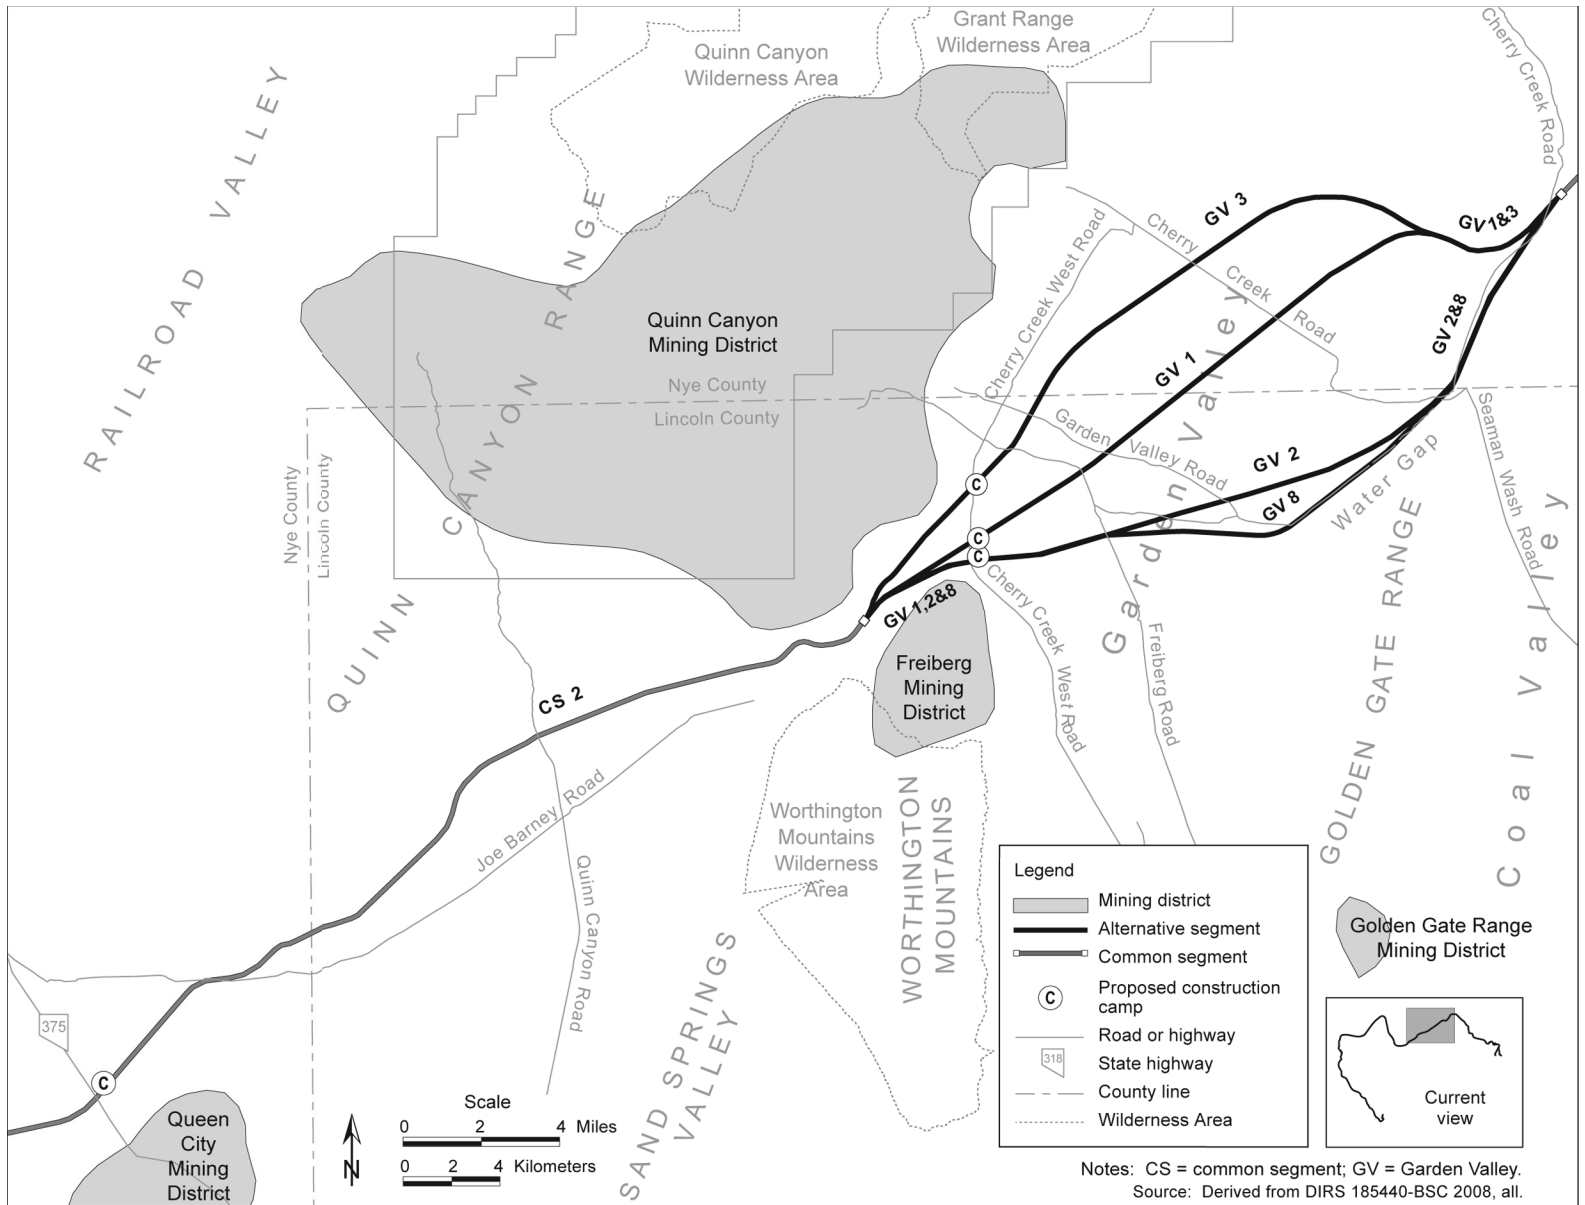 Grant Range
Wilderness Area
Quinn Canyon
Wilderness Area
Cherry Creek Road
RAILROAD VALLEY
QUINN CANYON RANGE
GV 3
GV 1&3
Cherry Creek Road
Cherry Creek West Road
Quinn Canyon
Mining District
GV 1
GV 2&8
Nye County
Lincoln County
Garden Valley Road
Garden Valley
GV 2
GV 8
Water Gap
Seaman Wash Road
Nye County
Lincoln County
C
C
C
GV 1,2&8
Cherry Creek West Road
Freiberg Road
GOLDEN GATE RANGE
Coal Valley
Freiberg
Mining
District
CS 2
Joe Barney Road
Quinn Canyon Road
Worthington
Mountains
Wilderness
Area
WORTHINGTON
MOUNTAINS
SAND SPRINGS
VALLEY
375
C
Queen
City
Mining
District
N
Scale
0 2 4 Miles
0 2 4 Kilometers
Legend
Mining district
Alternative segment
Common segment
C
Proposed construction
camp
Road or highway
318
State highway
County line
Wilderness Area
Golden Gate Range
Mining District
Current
view
Notes: CS = common segment; GV = Garden Valley.
Source: Derived from DIRS 185440-BSC 2008, all.